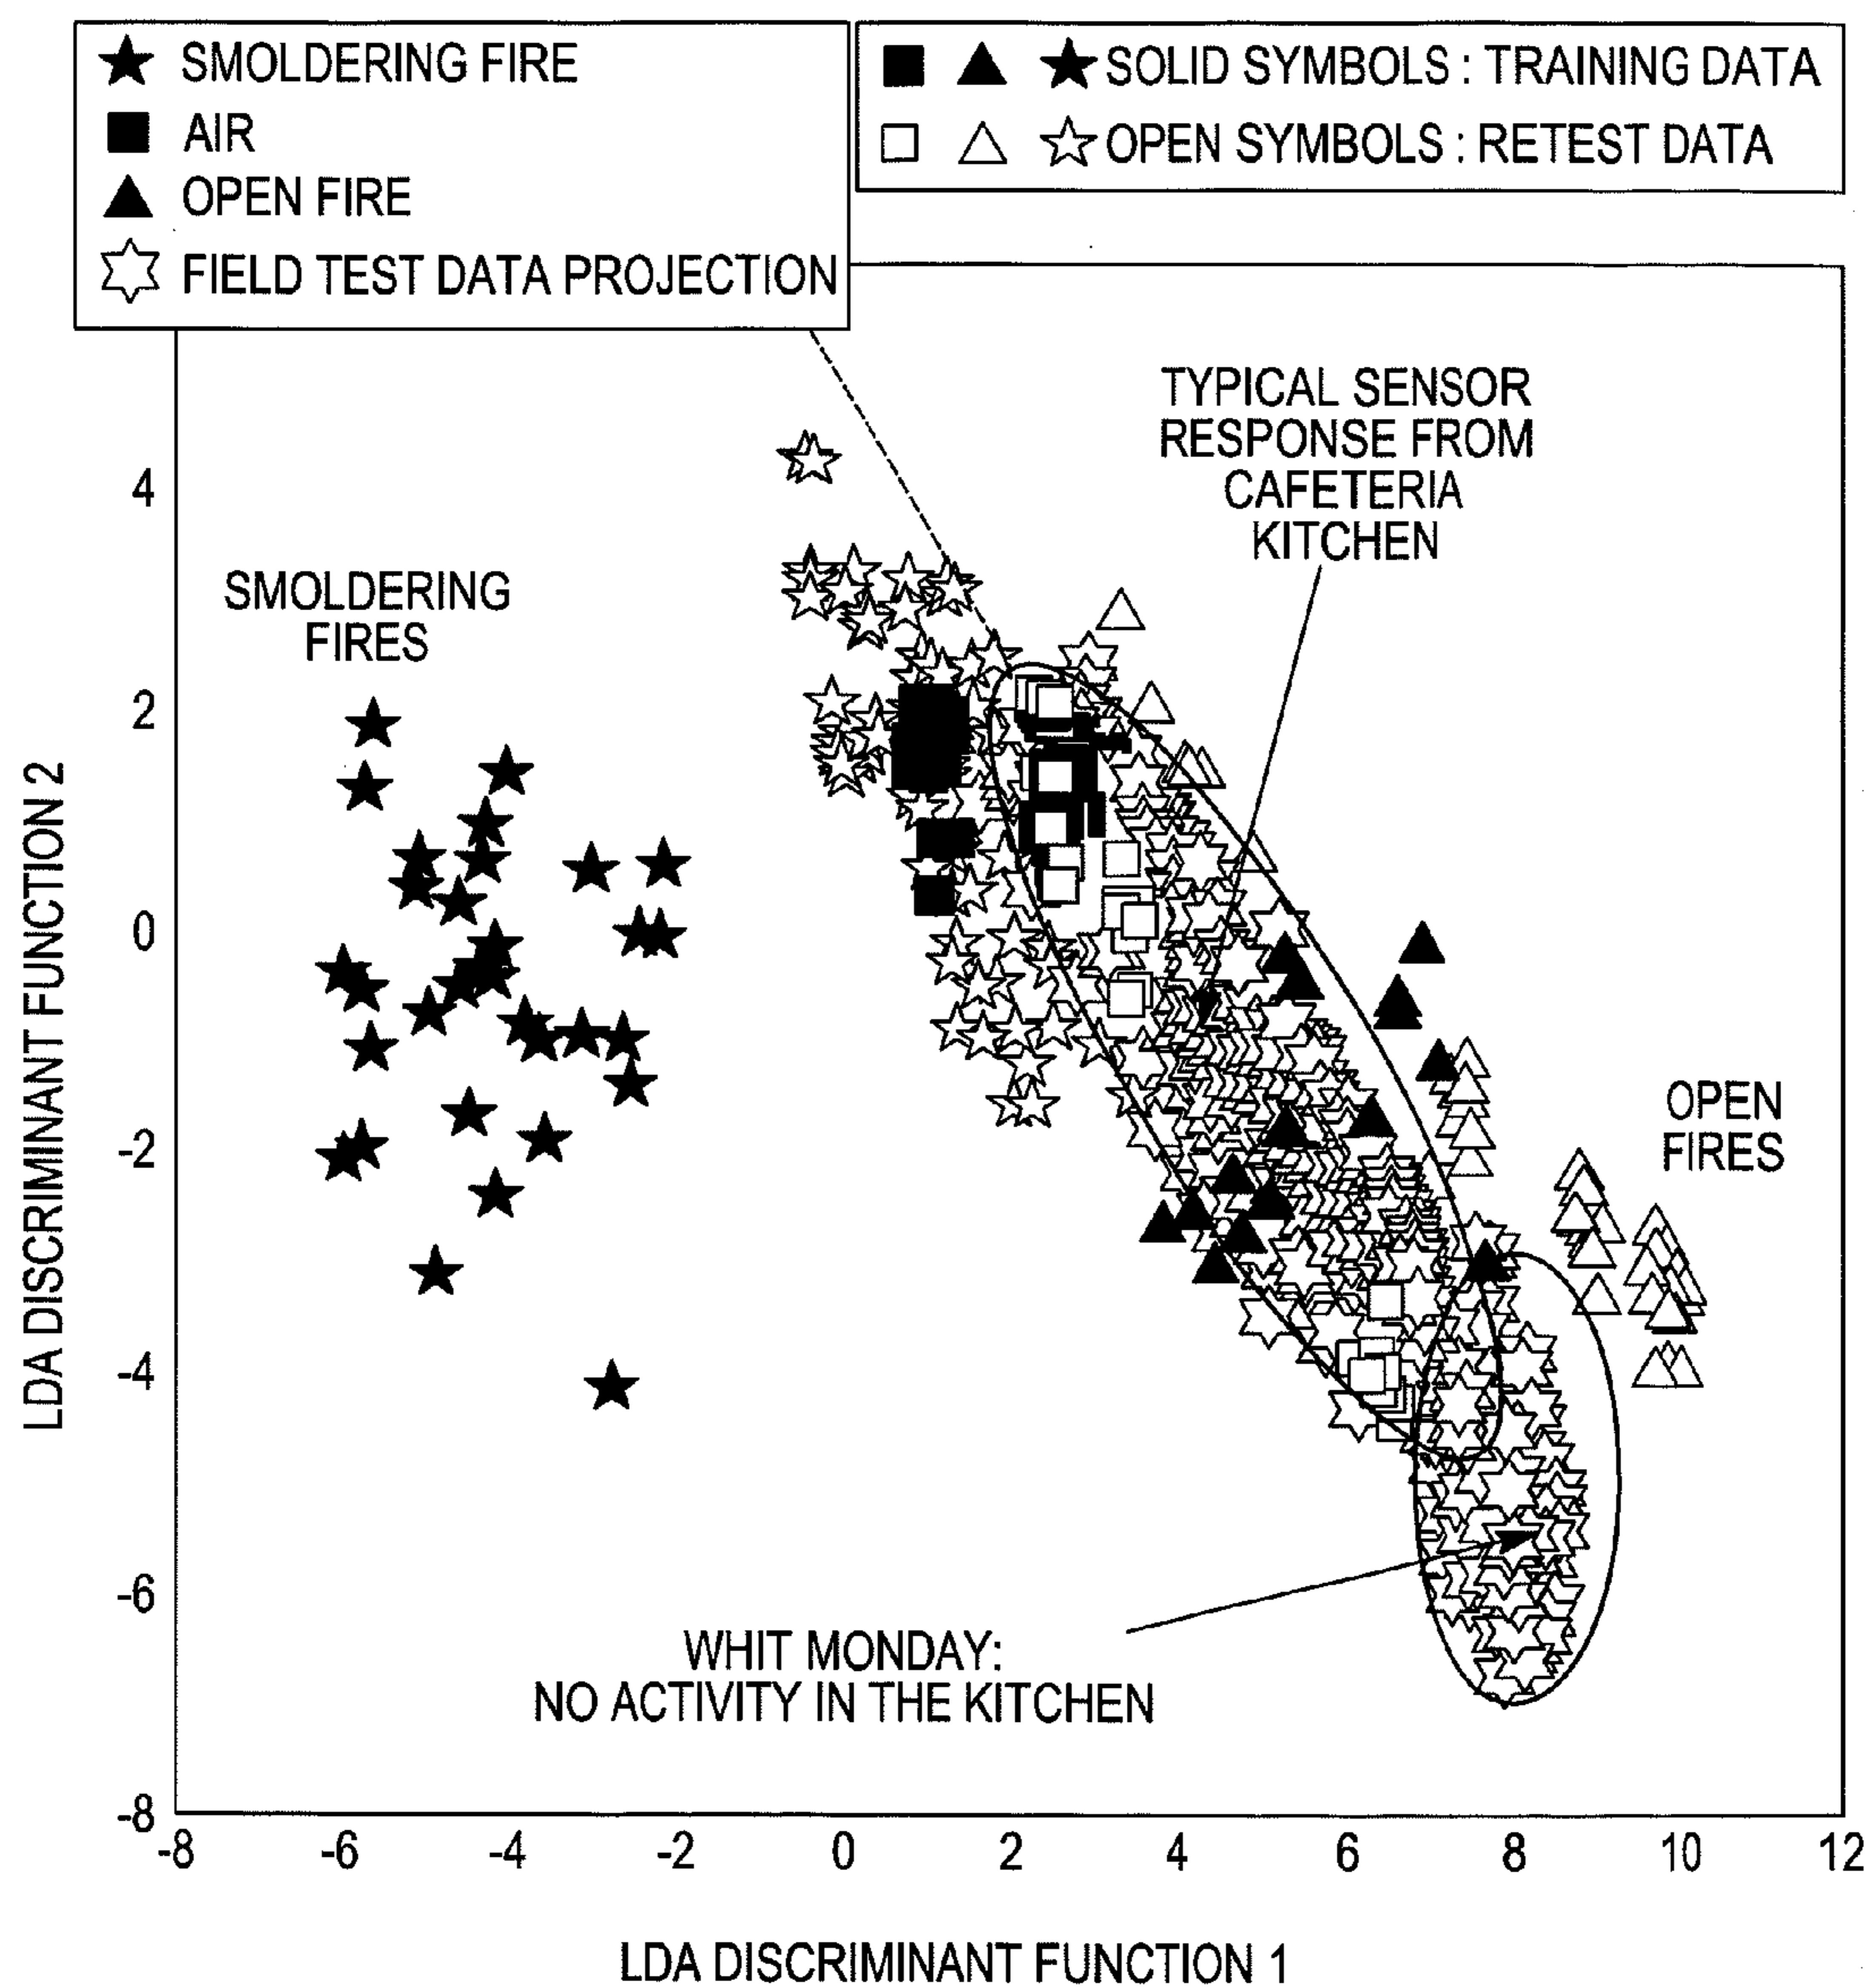 SMOLDERING FIRE
AIR
OPEN FIRE
FIELD TEST DATA PROJECTION
SOLID SYMBOLS : TRAINING DATA
OPEN SYMBOLS : RETEST DATA
TYPICAL SENSOR
RESPONSE FROM
CAFETERIA
KITCHEN
SMOLDERING
FIRES
OPEN
FIRES
WHIT MONDAY:
NO ACTIVITY IN THE KITCHEN
LDA DISCRIMINANT FUNCTION 2
4
2
0
-2
-4
-6
-8
-8
-6
-4
-2
0
2
4
6
8
10
12
LDA DISCRIMINANT FUNCTION 1